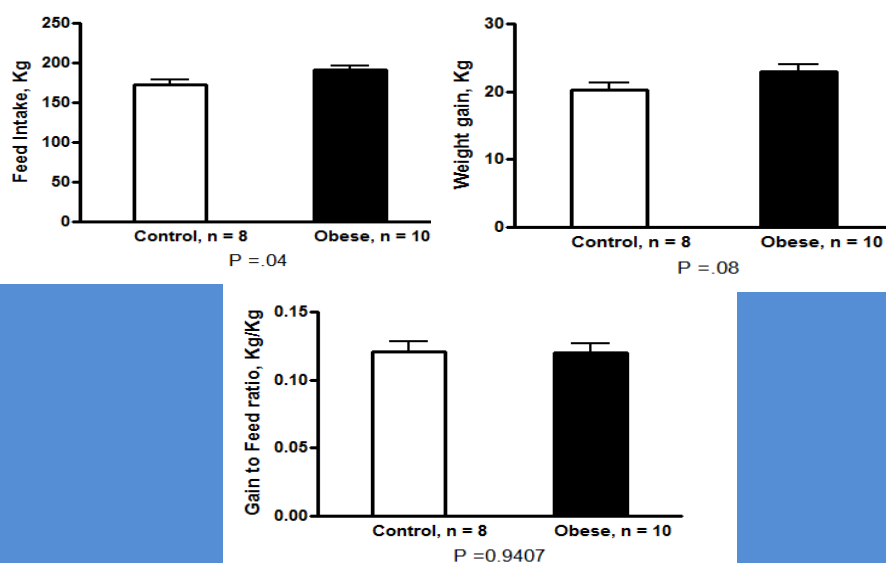 Feed Intake, Kg
250
200
150
100
50
0
Control, n = 8
Obese, n = 10
P =.04
Weight gain, Kg
30
20
10
0
Control, n = 8
Obese, n = 10
P =.08
Gain to Feed ratio, Kg/Kg
0.15
0.10
0.05
0.00
Control, n = 8
Obese, n = 10
P =0.9407